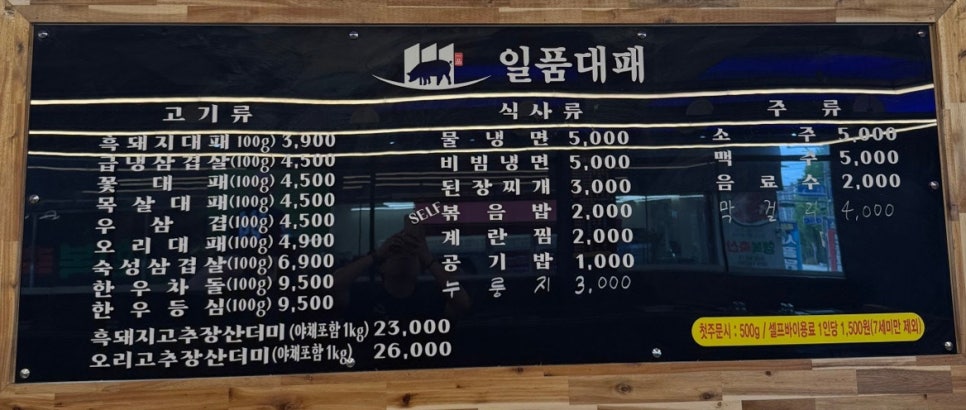 일품대패
고기류
흑돼지대패(100g) 3,900
급냉삼겹살(100g) 4,500
꽃대패(100g) 4,500
목살대패(100g) 4,500
우삼겹(100g) 4,500
오리대패(100g) 4,900
숙성삼겹살(100g) 6,900
한우차돌(100g) 9,500
한우등심(100g) 9,500
흑돼지고추장산더미(야채포함 1kg) 23,000
오리고추장산더미(야채포함 1kg) 26,000
식사류
물냉면 5,000
비빔냉면 5,000
된장찌개 3,000
SELF 볶음밥 2,000
계란찜 2,000
공기밥 1,000
누룽지 3,000
주류
소주 5,000
맥주 5,000
음료수 2,000
막걸리 4,000
첫주문시 : 500g / 셀프바이용료 1인당 1,500원(7세미만 제외)